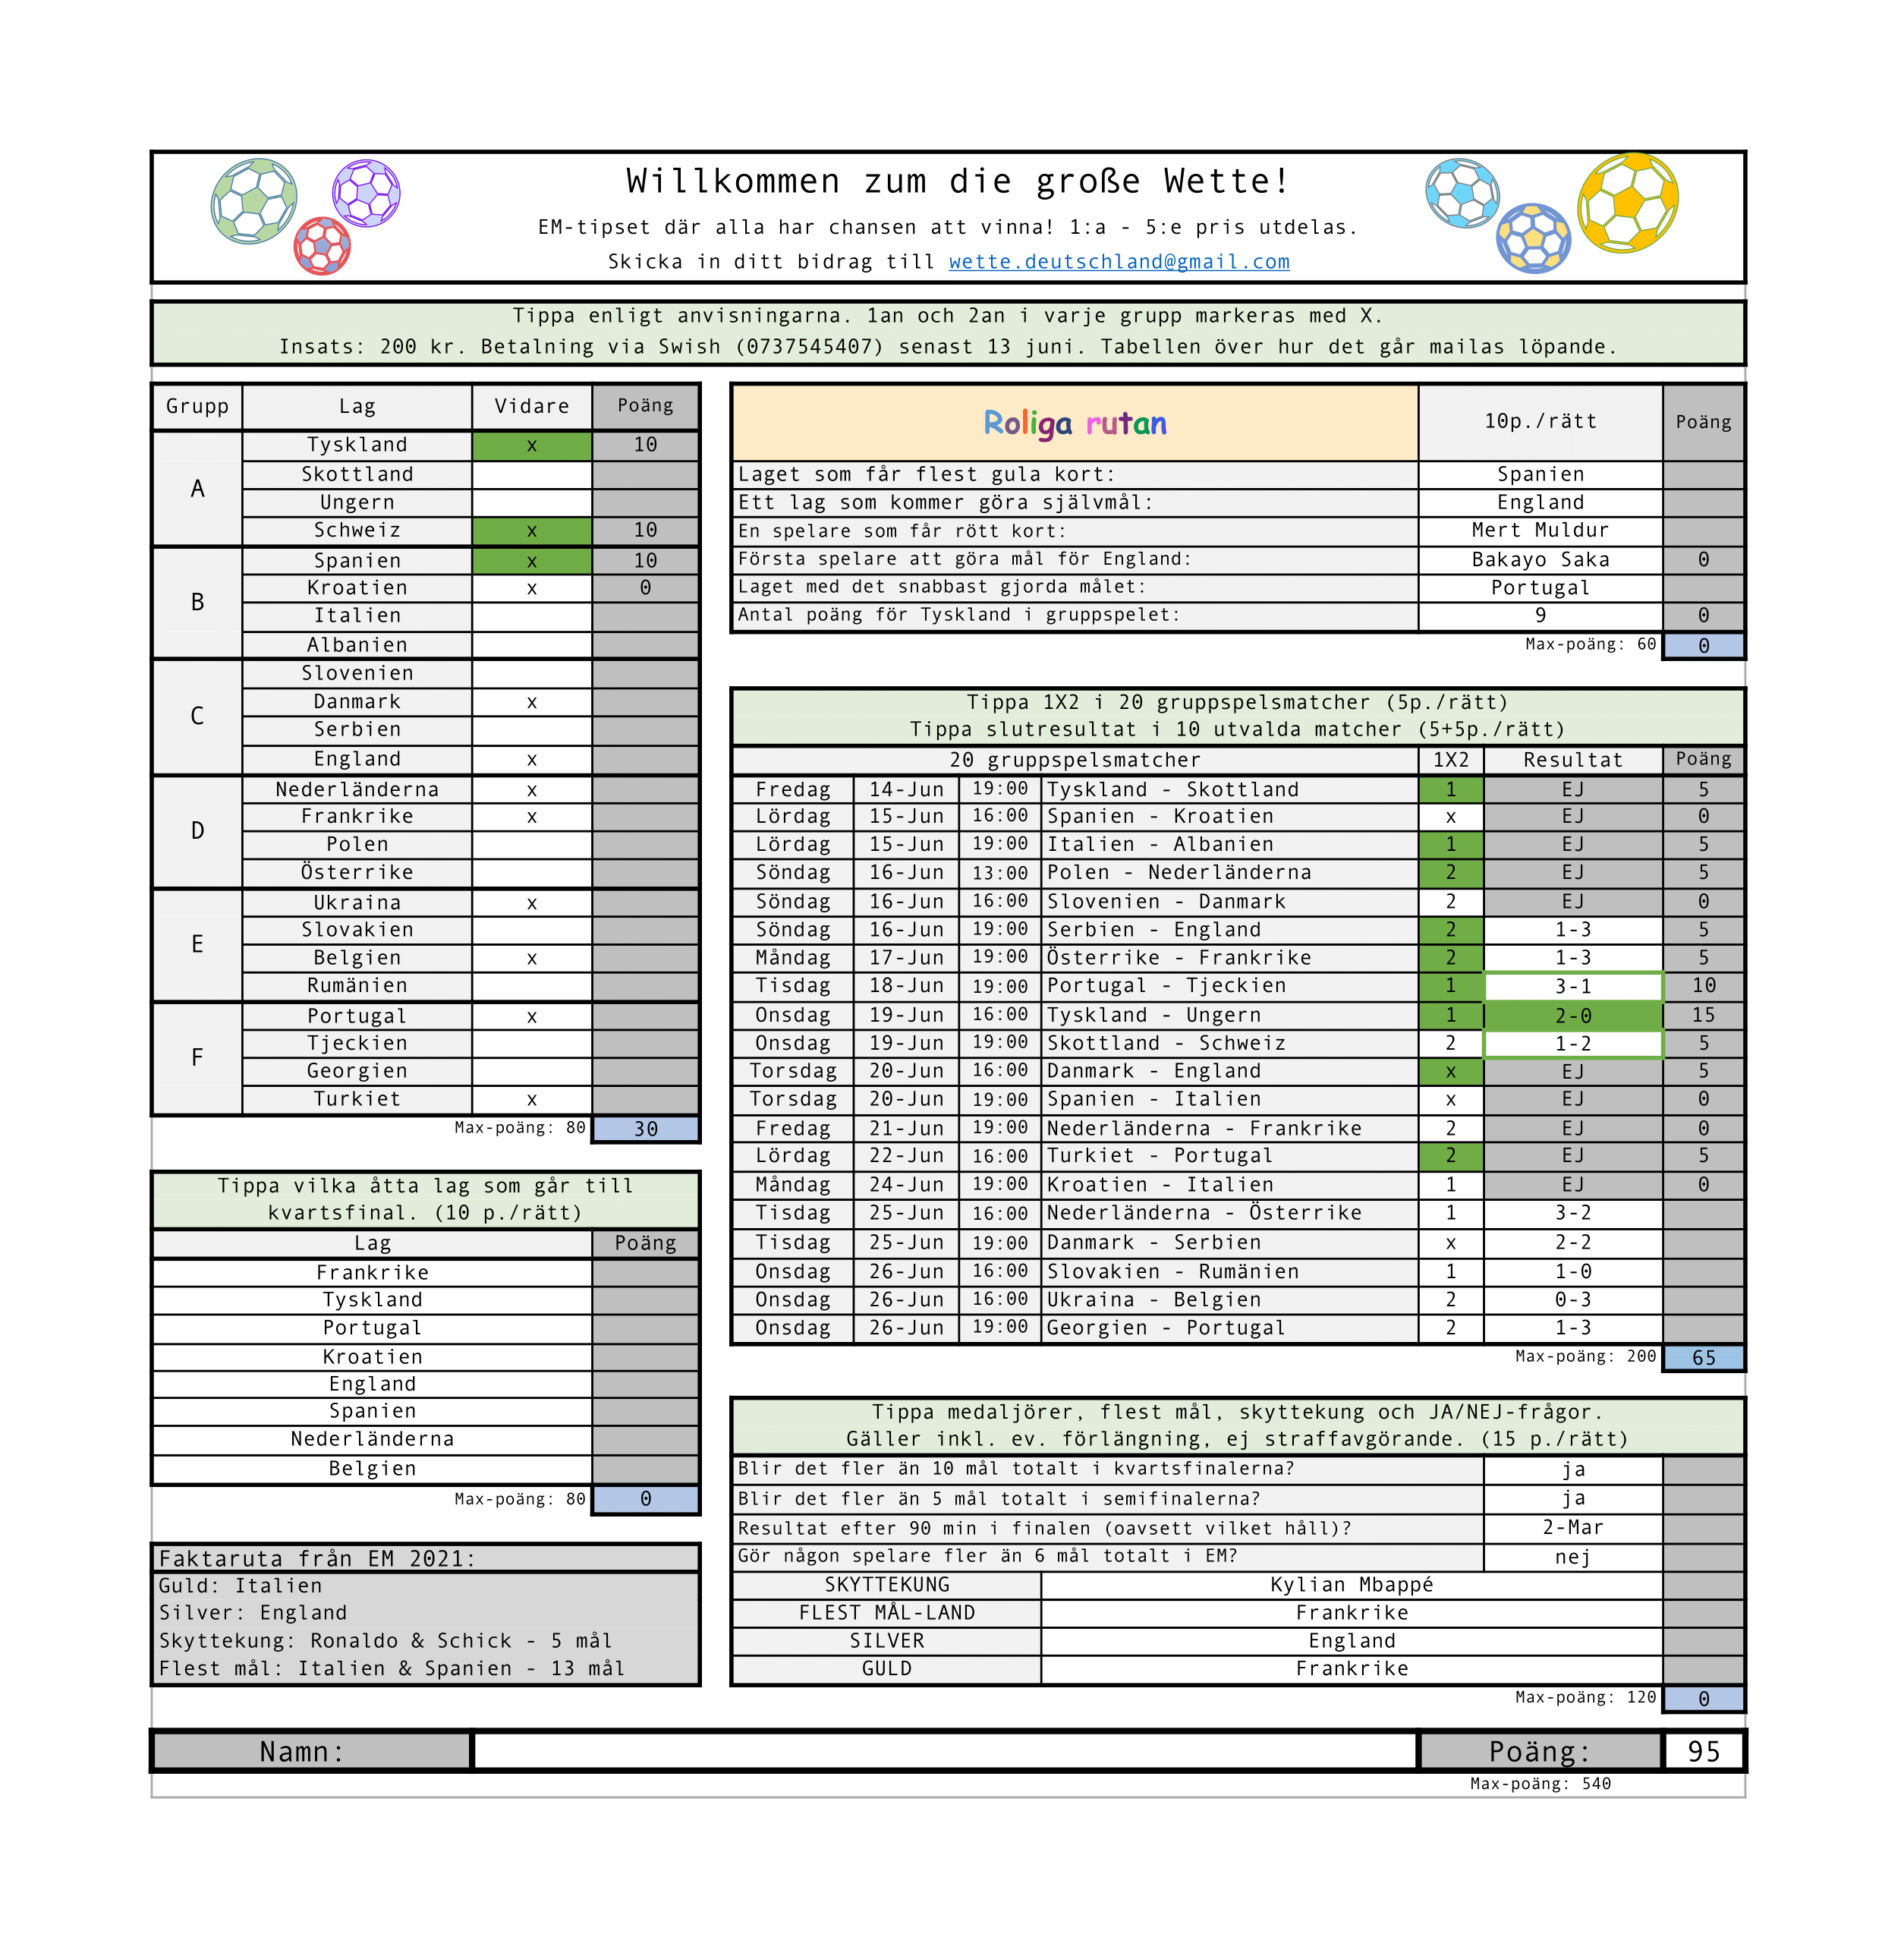 Willkommen zum die große Wette!
EM-tipset där alla har chansen att vinna! 1:a - 5:e pris utdelas.
Skicka in ditt bidrag till wette.deutschland@gmail.com
Tippa enligt anvisningarna. 1an och 2an i varje grupp markeras med X.
Insats: 200 kr. Betalning via Swish (0737545407) senast 13 juni. Tabellen över hur det går mailas löpande.
Grupp Lag Vidare Poäng
A
Tyskland x 10
Skottland
Ungern
Schweiz x 10
B
Spanien x 10
Kroatien x 0
Italien
Albanien
C
Slovenien
Danmark x
Serbien
England x
D
Nederländerna x
Frankrike x
Polen
Österrike
E
Ukraina x
Slovakien
Belgien x
Rumänien
F
Portugal x
Tjeckien
Georgien
Turkiet x
Max-poäng: 80 30
Tippa vilka åtta lag som går till
kvartsfinal. (10 p./rätt)
Lag Poäng
Frankrike
Tyskland
Portugal
Kroatien
England
Spanien
Nederländerna
Belgien
Max-poäng: 80 0
Faktaruta från EM 2021:
Guld: Italien
Silver: England
Skyttekung: Ronaldo & Schick - 5 mål
Flest mål: Italien & Spanien - 13 mål
Roliga rutan 10p./rätt Poäng
Laget som får flest gula kort: Spanien
Ett lag som kommer göra självmål: England
En spelare som får rött kort: Mert Muldur
Första spelare att göra mål för England: Bakayo Saka 0
Laget med det snabbast gjorda målet: Portugal
Antal poäng för Tyskland i gruppspelet: 9 0
Max-poäng: 60 0
Tippa 1X2 i 20 gruppspelsmatcher (5p./rätt)
Tippa slutresultat i 10 utvalda matcher (5+5p./rätt)
20 gruppspelsmatcher 1X2 Resultat Poäng
Fredag 14-Jun 19:00 Tyskland - Skottland 1 EJ 5
Lördag 15-Jun 16:00 Spanien - Kroatien x EJ 0
Lördag 15-Jun 19:00 Italien - Albanien 1 EJ 5
Söndag 16-Jun 13:00 Polen - Nederländerna 2 EJ 5
Söndag 16-Jun 16:00 Slovenien - Danmark 2 EJ 0
Söndag 16-Jun 19:00 Serbien - England 2 1-3 5
Måndag 17-Jun 19:00 Österrike - Frankrike 2 1-3 5
Tisdag 18-Jun 19:00 Portugal - Tjeckien 1 3-1 10
Onsdag 19-Jun 16:00 Tyskland - Ungern 1 2-0 15
Onsdag 19-Jun 19:00 Skottland - Schweiz 2 1-2 5
Torsdag 20-Jun 16:00 Danmark - England x EJ 5
Torsdag 20-Jun 19:00 Spanien - Italien x EJ 0
Fredag 21-Jun 19:00 Nederländerna - Frankrike 2 EJ 0
Lördag 22-Jun 16:00 Turkiet - Portugal 2 EJ 5
Måndag 24-Jun 19:00 Kroatien - Italien 1 EJ 0
Tisdag 25-Jun 16:00 Nederländerna - Österrike 1 3-2
Tisdag 25-Jun 19:00 Danmark - Serbien x 2-2
Onsdag 26-Jun 16:00 Slovakien - Rumänien 1 1-0
Onsdag 26-Jun 16:00 Ukraina - Belgien 2 0-3
Onsdag 26-Jun 19:00 Georgien - Portugal 2 1-3
Max-poäng: 200 65
Tippa medaljörer, flest mål, skyttekung och JA/NEJ-frågor.
Gäller inkl. ev. förlängning, ej straffavgörande. (15 p./rätt)
Blir det fler än 10 mål totalt i kvartsfinalerna? ja
Blir det fler än 5 mål totalt i semifinalerna? ja
Resultat efter 90 min i finalen (oavsett vilket håll)? 2-Mar
Gör någon spelare fler än 6 mål totalt i EM? nej
SKYTTEKUNG Kylian Mbappé
FLEST MÅL-LAND Frankrike
SILVER England
GULD Frankrike
Max-poäng: 120 0
Namn: Poäng: 95
Max-poäng: 540